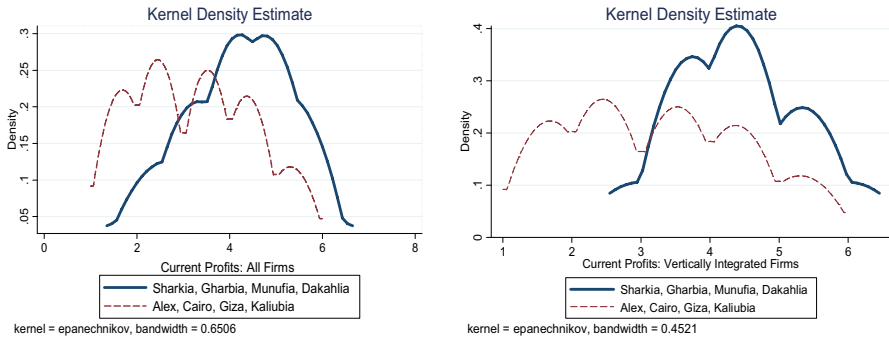 Kernel Density Estimate
.3
.25
.2
.15
.1
.05
Density
0 2 4 6 8
Current Profits: All Firms
Sharkia, Gharbia, Munufia, Dakahlia
Alex, Cairo, Giza, Kaliubia
kernel = epanechnikov, bandwidth = 0.6506
Kernel Density Estimate
.4
.3
.2
.1
0
Density
1 2 3 4 5 6
Current Profits: Vertically Integrated Firms
Sharkia, Gharbia, Munufia, Dakahlia
Alex, Cairo, Giza, Kaliubia
kernel = epanechnikov, bandwidth = 0.4521